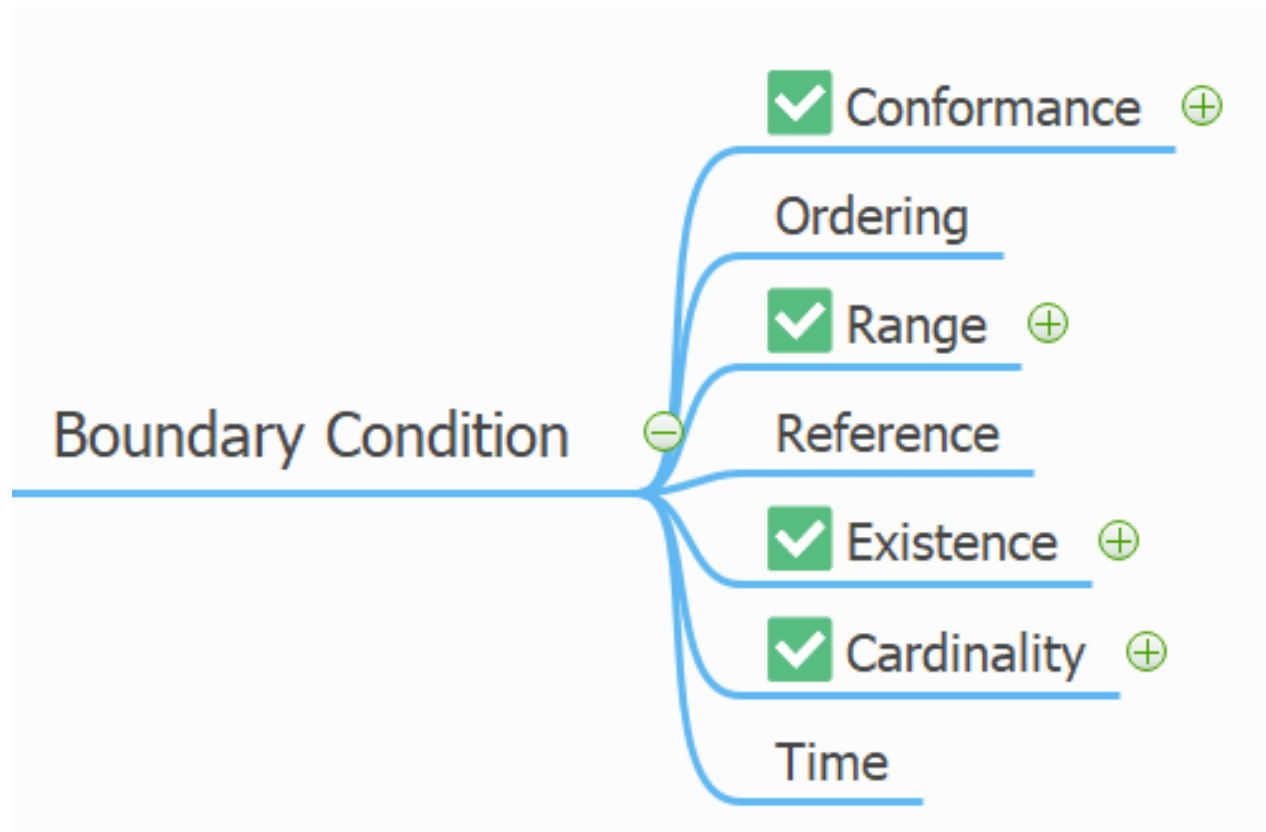 Conformance
Ordering
Range
Boundary Condition
Reference
Existence
Cardinality
Time